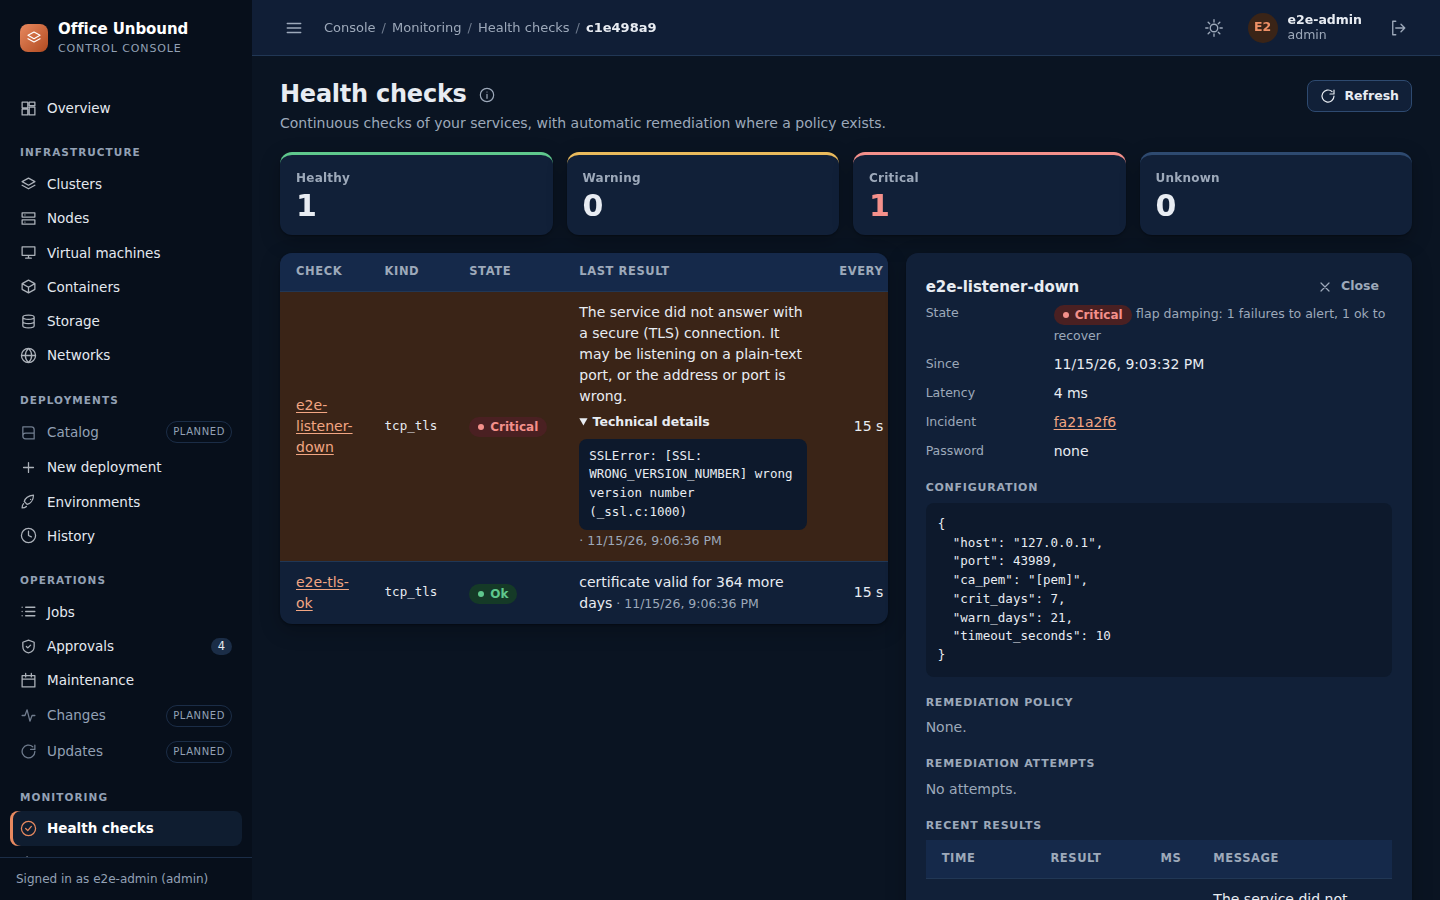 Office Unbound
CONTROL CONSOLE
Overview
INFRASTRUCTURE
Clusters
Nodes
Virtual machines
Containers
Storage
Networks
DEPLOYMENTS
Catalog PLANNED
New deployment
Environments
History
OPERATIONS
Jobs
Approvals 4
Maintenance
Changes PLANNED
Updates PLANNED
MONITORING
Health checks
Signed in as e2e-admin (admin)
Console / Monitoring / Health checks / c1e498a9
E2
e2e-admin
admin
Health checks
Continuous checks of your services, with automatic remediation where a policy exists.
Refresh
Healthy
1
Warning
0
Critical
1
Unknown
0
CHECK KIND STATE LAST RESULT EVERY
e2e-
listener-
down
tcp_tls
Critical
The service did not answer with
a secure (TLS) connection. It
may be listening on a plain-text
port, or the address or port is
wrong.
▼ Technical details
SSLError: [SSL:
WRONG_VERSION_NUMBER] wrong
version number
(_ssl.c:1000)
· 11/15/26, 9:06:36 PM
15 s
e2e-tls-
ok
tcp_tls
Ok
certificate valid for 364 more
days · 11/15/26, 9:06:36 PM
15 s
e2e-listener-down
Close
State Critical flap damping: 1 failures to alert, 1 ok to
recover
Since 11/15/26, 9:03:32 PM
Latency 4 ms
Incident fa21a2f6
Password none
CONFIGURATION
{
"host": "127.0.0.1",
"port": 43989,
"ca_pem": "[pem]",
"crit_days": 7,
"warn_days": 21,
"timeout_seconds": 10
}
REMEDIATION POLICY
None.
REMEDIATION ATTEMPTS
No attempts.
RECENT RESULTS
TIME RESULT MS MESSAGE
The service did not